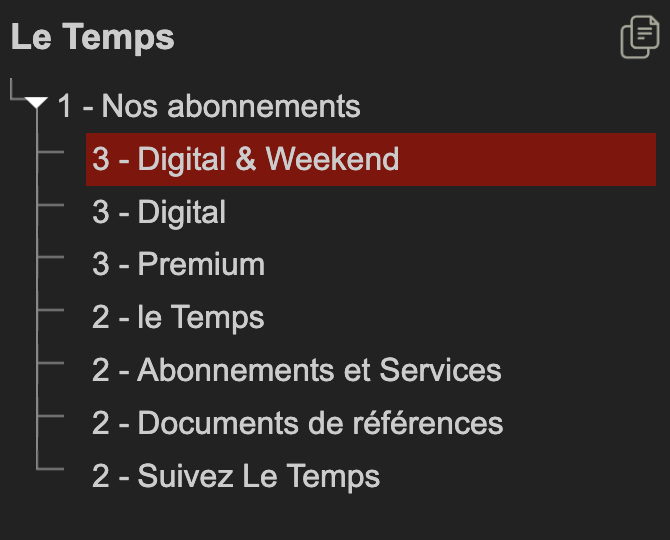 Le Temps
1 - Nos abonnements
3 - Digital & Weekend
3 - Digital
3 - Premium
2 - le Temps
2 - Abonnements et Services
2 - Documents de référénces
2 - Suivez Le Temps